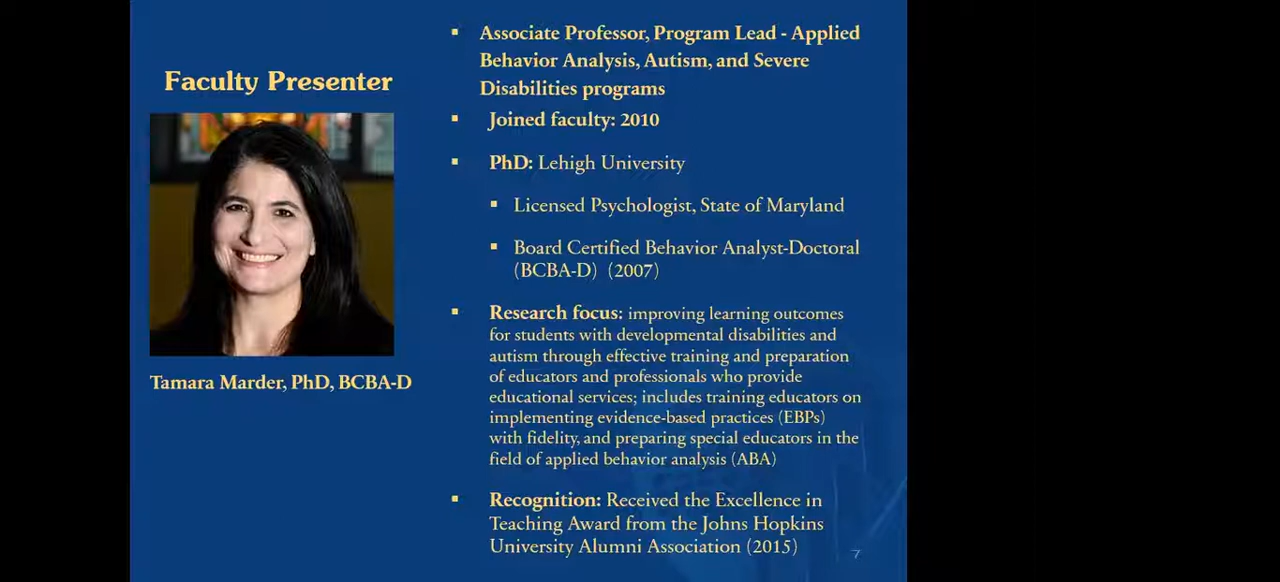 Faculty Presenter
Tamara Marder, PhD, BCBA-D
▪ Associate Professor, Program Lead - Applied
Behavior Analysis, Autism, and Severe
Disabilities programs
▪ Joined faculty: 2010
▪ PhD: Lehigh University
▪ Licensed Psychologist, State of Maryland
▪ Board Certified Behavior Analyst-Doctoral
(BCBA-D) (2007)
▪ Research focus: improving learning outcomes
for students with developmental disabilities and
autism through effective training and preparation
of educators and professionals who provide
educational services; includes training educators on
implementing evidence-based practices (EBPs)
with fidelity, and preparing special educators in the
field of applied behavior analysis (ABA)
▪ Recognition: Received the Excellence in
Teaching Award from the Johns Hopkins
University Alumni Association (2015)
7